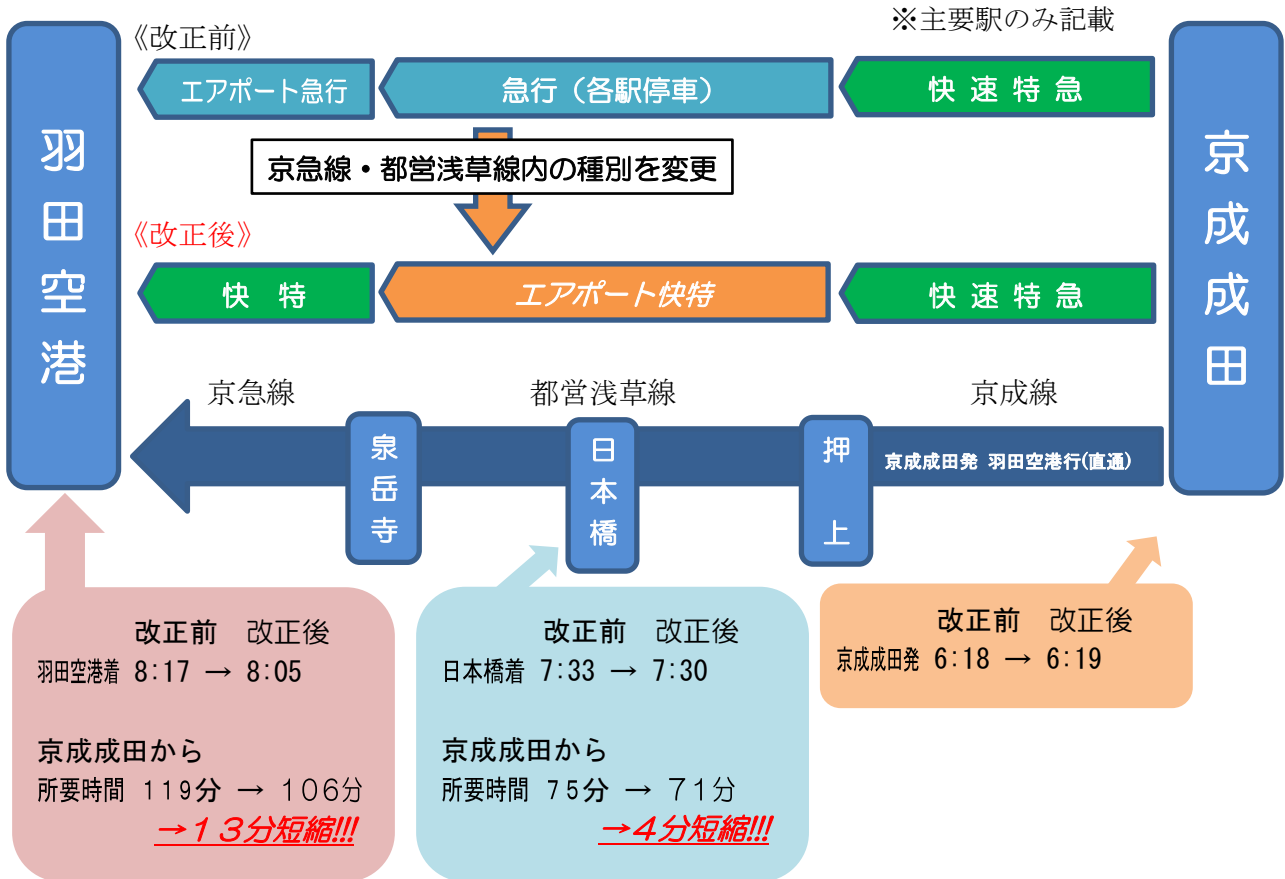 ※主要駅のみ記載
《改正前》
羽田空港
エアポート急行
急行（各駅停車）
快速特急
京成成田
京急線・都営浅草線内の種別を変更
《改正後》
快　特
エアポート快特
快速特急
京急線
都営浅草線
京成線
泉岳寺
日本橋
押上
京成成田発 羽田空港行(直通)
改正前　改正後
羽田空港着 8:17 → 8:05
京成成田から
所要時間 119分 → 106分
→13分短縮!!!
改正前　改正後
日本橋着 7:33 → 7:30
京成成田から
所要時間 75分 → 71分
→4分短縮!!!
改正前　改正後
京成成田発 6:18 → 6:19